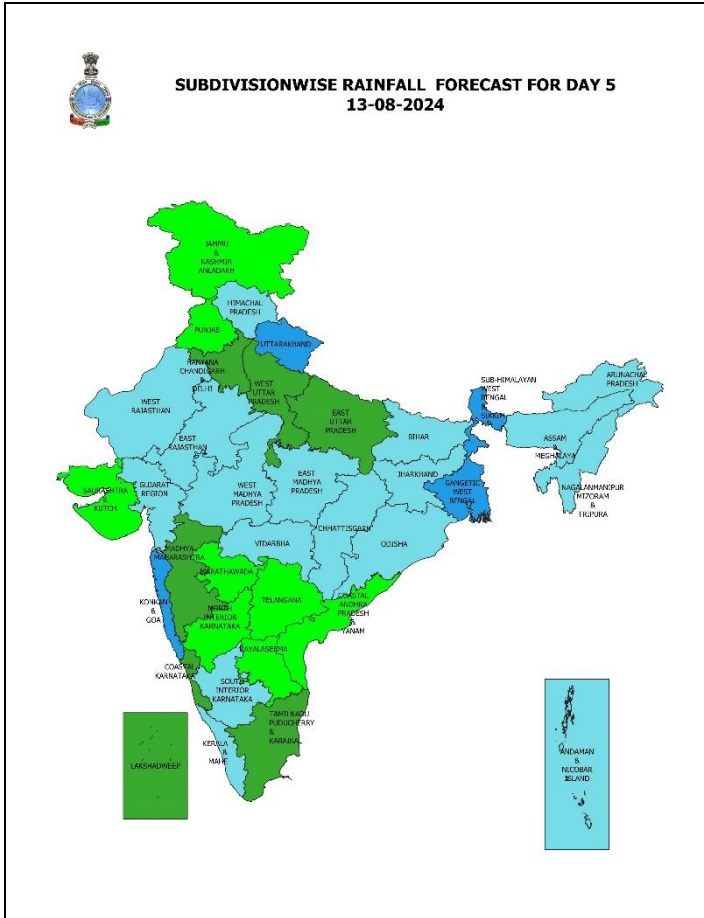 SUBDIVISIONWISE RAINFALL FORECAST FOR DAY 5
13-08-2024
JAMMU
&
KASHMIR
ANLADAKH
HIMACHAL
PRADESH
PUNJAB
UTTARAKHAND
HARYANA
CHANDIGARH
&
DELHI
WEST
UTTAR
PRADESH
EAST
UTTAR
PRADESH
WEST
RAJASTHAN
EAST
RAJASTHAN
SUB-HIMALAYAN
WEST
BENGAL
&
SIKKIM
ARUNACHAL
PRADESH
ASSAM
&
MEGHALAYA
NAGALANMANIPUR
MIZORAM
&
TRIPURA
BIHAR
JHARKHAND
GANGETIC
WEST
BENGAL
SAURASHTRA
&
KUTCH
GUJARAT
REGION
WEST
MADHYA
PRADESH
EAST
MADHYA
PRADESH
CHHATTISGARH
ODISHA
VIDARBHA
MADHYA
MAHARASHTRA
MARATHAWADA
KONKAN
&
GOA
NORTH
INTERIOR
KARNATAKA
TELANGANA
COASTAL
ANDHRA
PRADESH
&
YANAM
RAYALASEEMA
COASTAL
KARNATAKA
SOUTH
INTERIOR
KARNATAKA
TAMILNADU
PUDUCHERRY
&
KARAIKAL
KERALA
&
MAHE
LAKSHADWEEP
ANDAMAN
&
NICOBAR
ISLAND